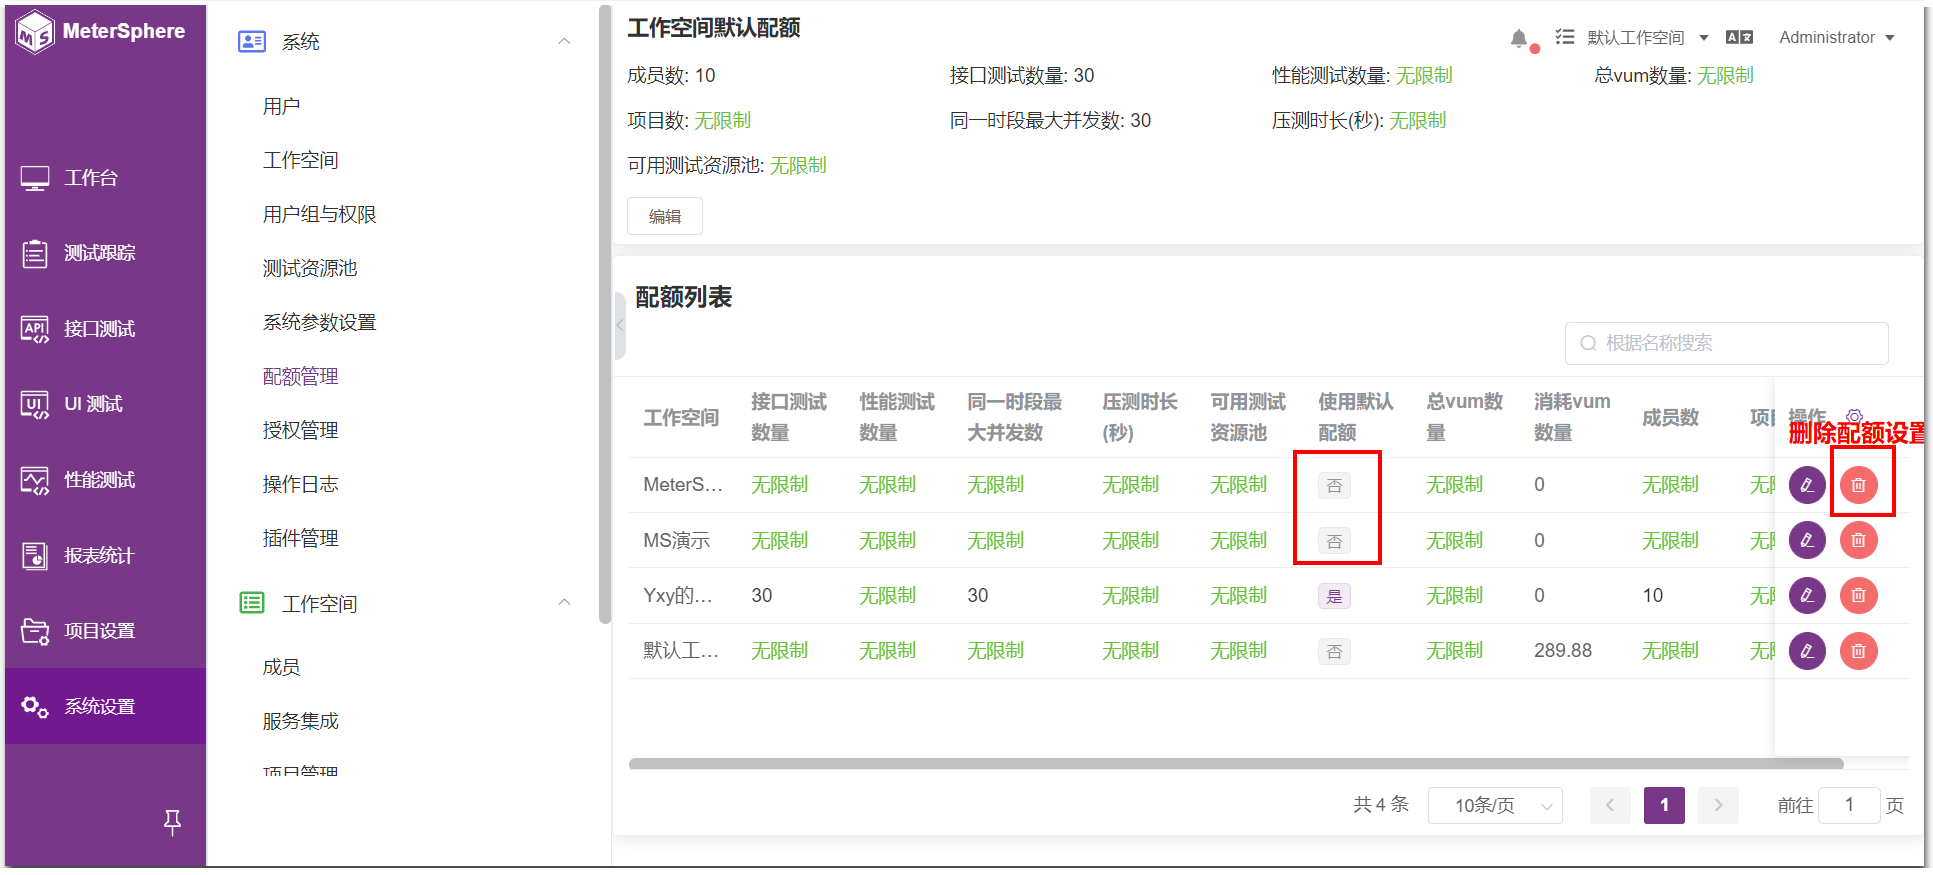 MeterSphere
工作台
测试跟踪
接口测试
UI 测试
性能测试
报表统计
项目设置
系统设置
系统
用户
工作空间
用户组与权限
测试资源池
系统参数设置
配额管理
授权管理
操作日志
插件管理
工作空间
成员
服务集成
项目管理
工作空间默认配额
默认工作空间 Administrator
成员数: 10 接口测试数量: 30 性能测试数量: 无限制 总vum数量: 无限制
项目数: 无限制 同一时段最大并发数: 30 压测时长(秒): 无限制
可用测试资源池: 无限制
编辑
配额列表
根据名称搜索
工作空间 接口测试数量 性能测试数量 同一时段最大并发数 压测时长(秒) 可用测试资源池 使用默认配额 总vum数量 消耗vum数量 成员数 项目 操作
删除配额设置
MeterS... 无限制 无限制 无限制 无限制 无限制 否 无限制 0 无限制 无限
MS演示 无限制 无限制 无限制 无限制 无限制 否 无限制 0 无限制 无限
Yxy的... 30 无限制 30 无限制 无限制 是 无限制 0 10 无限
默认工... 无限制 无限制 无限制 无限制 无限制 否 无限制 289.88 无限制 无限
共 4 条 10条/页 1 前往 1 页